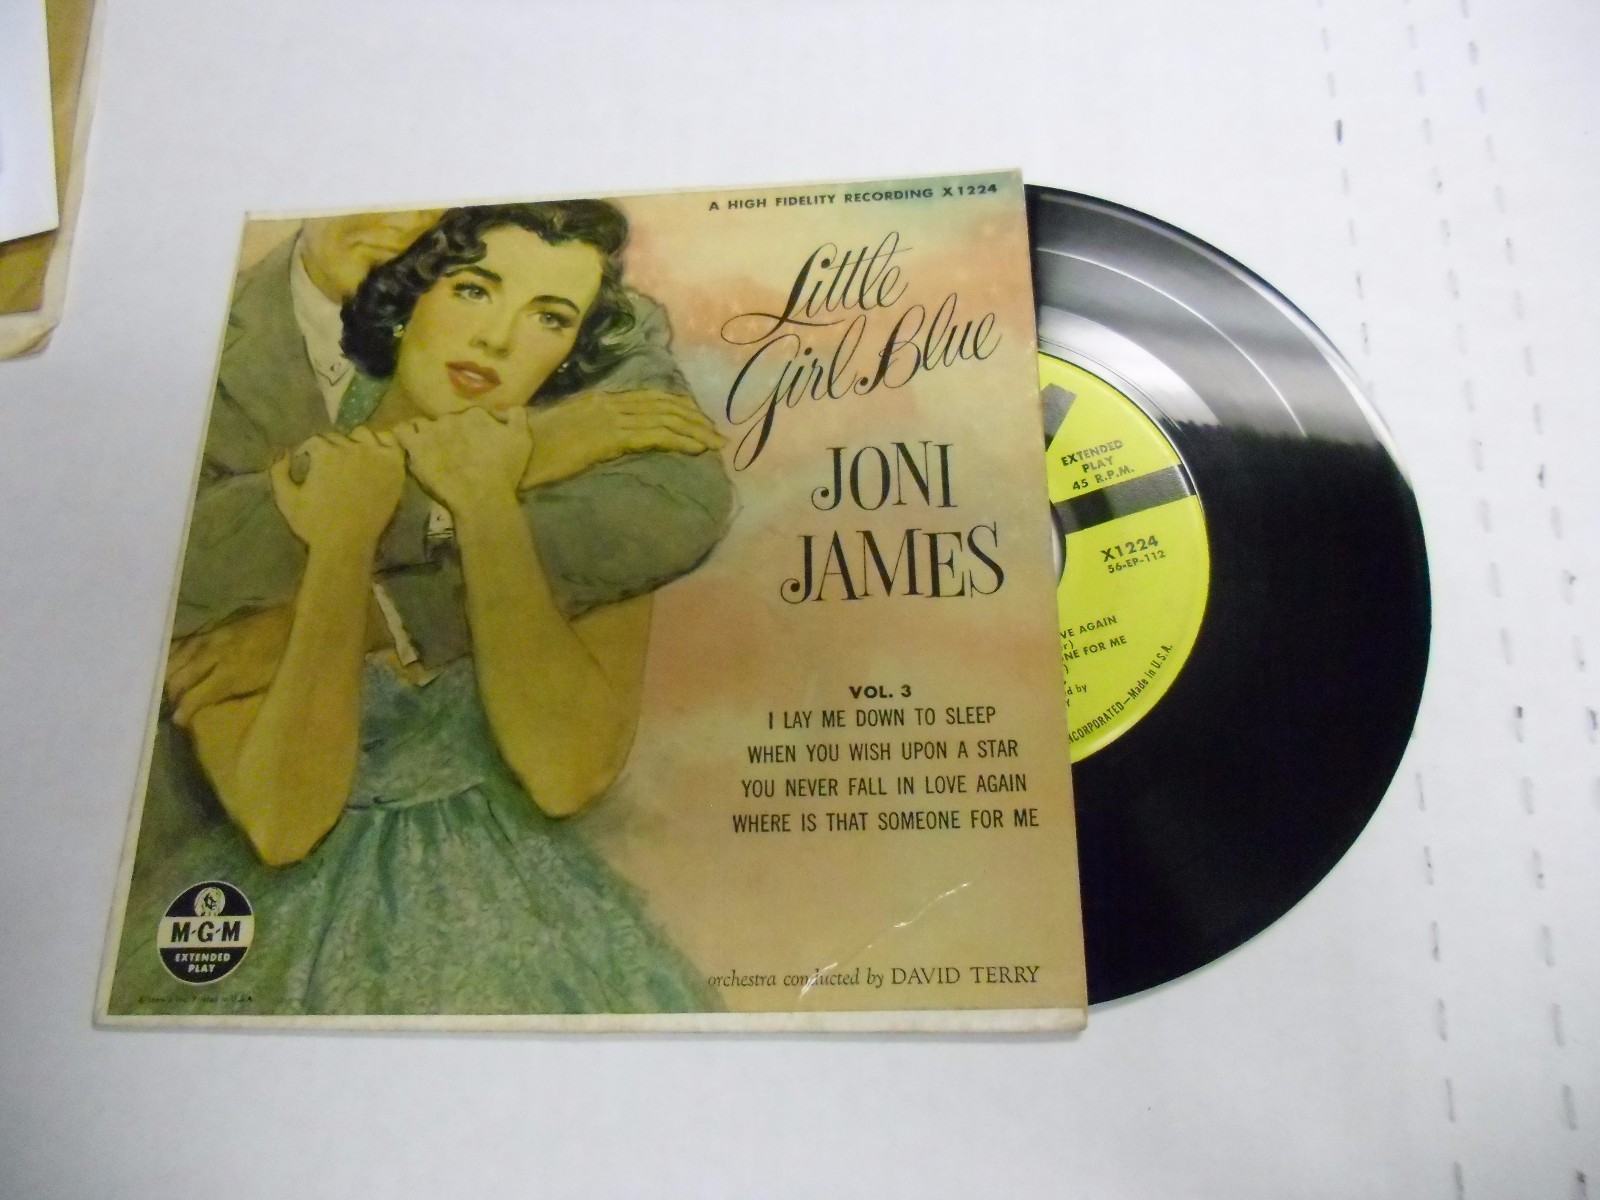 A HIGH FIDELITY RECORDING X1224
Little
Girl Blue
JONI
JAMES
VOL. 3
I LAY ME DOWN TO SLEEP
WHEN YOU WISH UPON A STAR
YOU NEVER FALL IN LOVE AGAIN
WHERE IS THAT SOMEONE FOR ME
orchestra conducted by DAVID TERRY
M-G-M
EXTENDED
PLAY
EXTENDED
PLAY
45 R.P.M.
X1224
56-EP-112
VE AGAIN
NE FOR ME
d by
Y
NCORPORATED—Made in U.S.A.